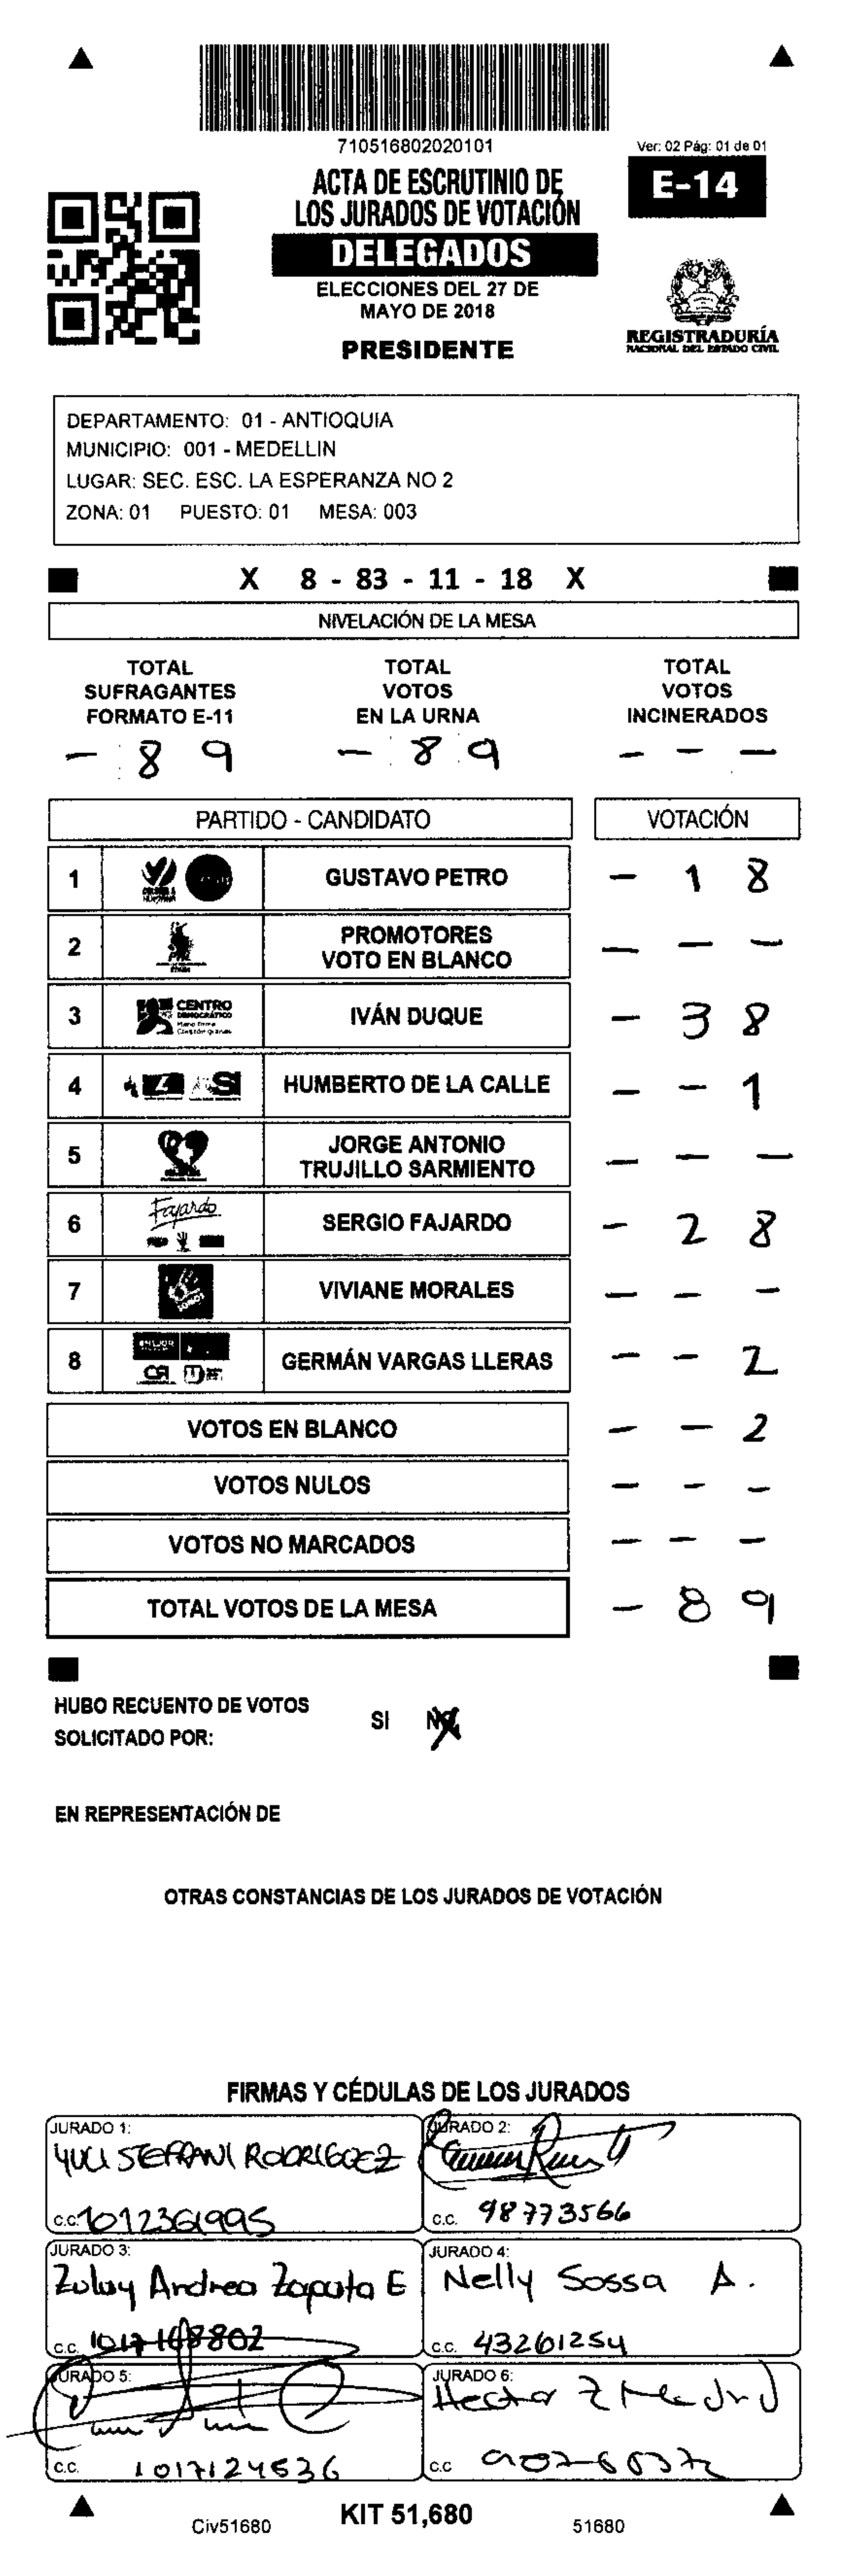 710516802020101
Ver: 02 Pág: 01 de 01
ACTA DE ESCRUTINIO DE
LOS JURADOS DE VOTACIÓN
E-14
DELEGADOS
ELECCIONES DEL 27 DE
MAYO DE 2018
PRESIDENTE
REGISTRADURÍA
NACIONAL DEL ESTADO CIVIL
DEPARTAMENTO: 01 - ANTIOQUIA
MUNICIPIO: 001 - MEDELLIN
LUGAR: SEC. ESC. LA ESPERANZA NO 2
ZONA: 01 PUESTO: 01 MESA: 003
X 8 - 83 - 11 - 18 X
NIVELACIÓN DE LA MESA
TOTAL SUFRAGANTES FORMATO E-11
TOTAL VOTOS EN LA URNA
TOTAL VOTOS INCINERADOS
- 8 9 - 8 9 - - -
PARTIDO - CANDIDATO VOTACIÓN
1 GUSTAVO PETRO - 1 8
2 PROMOTORES VOTO EN BLANCO - - -
3 CENTRO DEMOCRÁTICO IVÁN DUQUE - 3 8
4 HUMBERTO DE LA CALLE - - 1
5 JORGE ANTONIO TRUJILLO SARMIENTO - - -
6 Fajardo SERGIO FAJARDO - 2 8
7 VIVIANE MORALES - - -
8 GERMÁN VARGAS LLERAS - - 2
VOTOS EN BLANCO - - 2
VOTOS NULOS - - -
VOTOS NO MARCADOS - - -
TOTAL VOTOS DE LA MESA - 8 9
HUBO RECUENTO DE VOTOS SI NO
SOLICITADO POR:
EN REPRESENTACIÓN DE
OTRAS CONSTANCIAS DE LOS JURADOS DE VOTACIÓN
FIRMAS Y CÉDULAS DE LOS JURADOS
JURADO 1:
YULI STEFFANI RODRIGUEZ
C.C. 1012361995
JURADO 2:
C.C. 98773566
JURADO 3:
Zulay Andrea Zapata E
C.C. 1017168802
JURADO 4:
Nelly Sossa A.
C.C. 43261254
JURADO 5:
C.C. 1017124536
JURADO 6:
Hector
C.C
Civ51680
KIT 51,680
51680